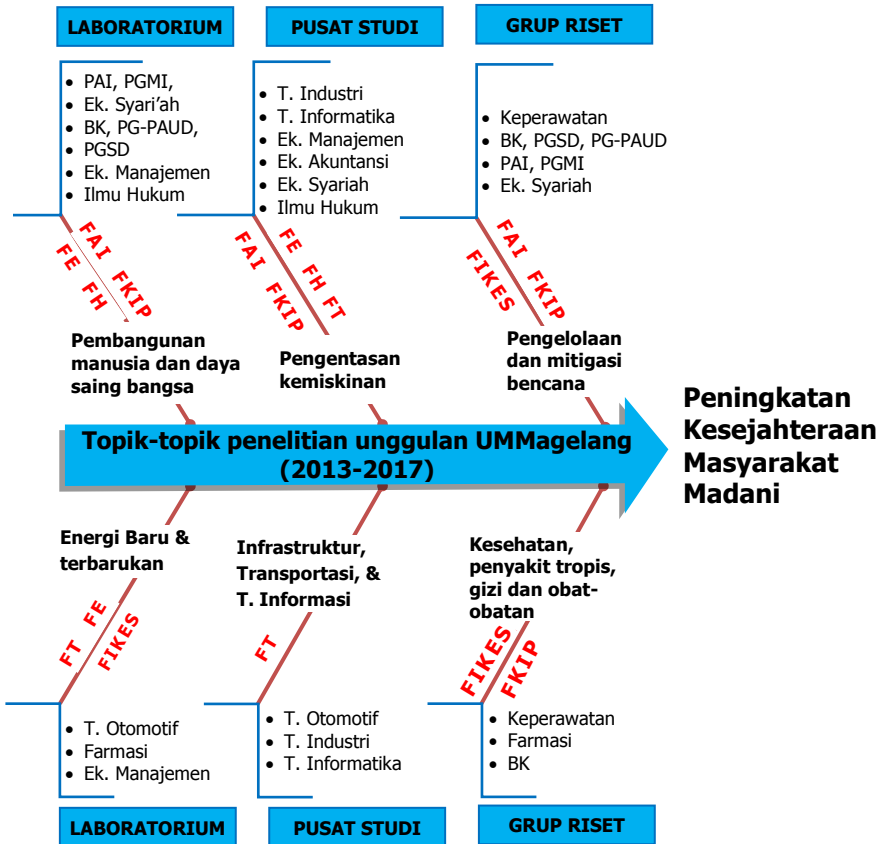 LABORATORIUM
PUSAT STUDI
GRUP RISET
• PAI, PGMI,
• Ek. Syari’ah
• BK, PG-PAUD,
• PGSD
• Ek. Manajemen
• Ilmu Hukum
• T. Industri
• T. Informatika
• Ek. Manajemen
• Ek. Akuntansi
• Ek. Syariah
• Ilmu Hukum
• Keperawatan
• BK, PGSD, PG-PAUD
• PAI, PGMI
• Ek. Syariah
FAI FKIP
FE FH
FE FH FT
FAI FKIP
FAI FKIP
FIKES
Pembangunan
manusia dan daya
saing bangsa
Pengentasan
kemiskinan
Pengelolaan
dan mitigasi
bencana
Topik-topik penelitian unggulan UMMagelang
(2013-2017)
Peningkatan
Kesejahteraan
Masyarakat
Madani
Energi Baru &
terbarukan
Infrastruktur,
Transportasi, &
T. Informasi
Kesehatan,
penyakit tropis,
gizi dan obat-
obatan
FT FE
FIKES
FT
FIKES
FKIP
• T. Otomotif
• Farmasi
• Ek. Manajemen
• T. Otomotif
• T. Industri
• T. Informatika
• Keperawatan
• Farmasi
• BK
LABORATORIUM
PUSAT STUDI
GRUP RISET